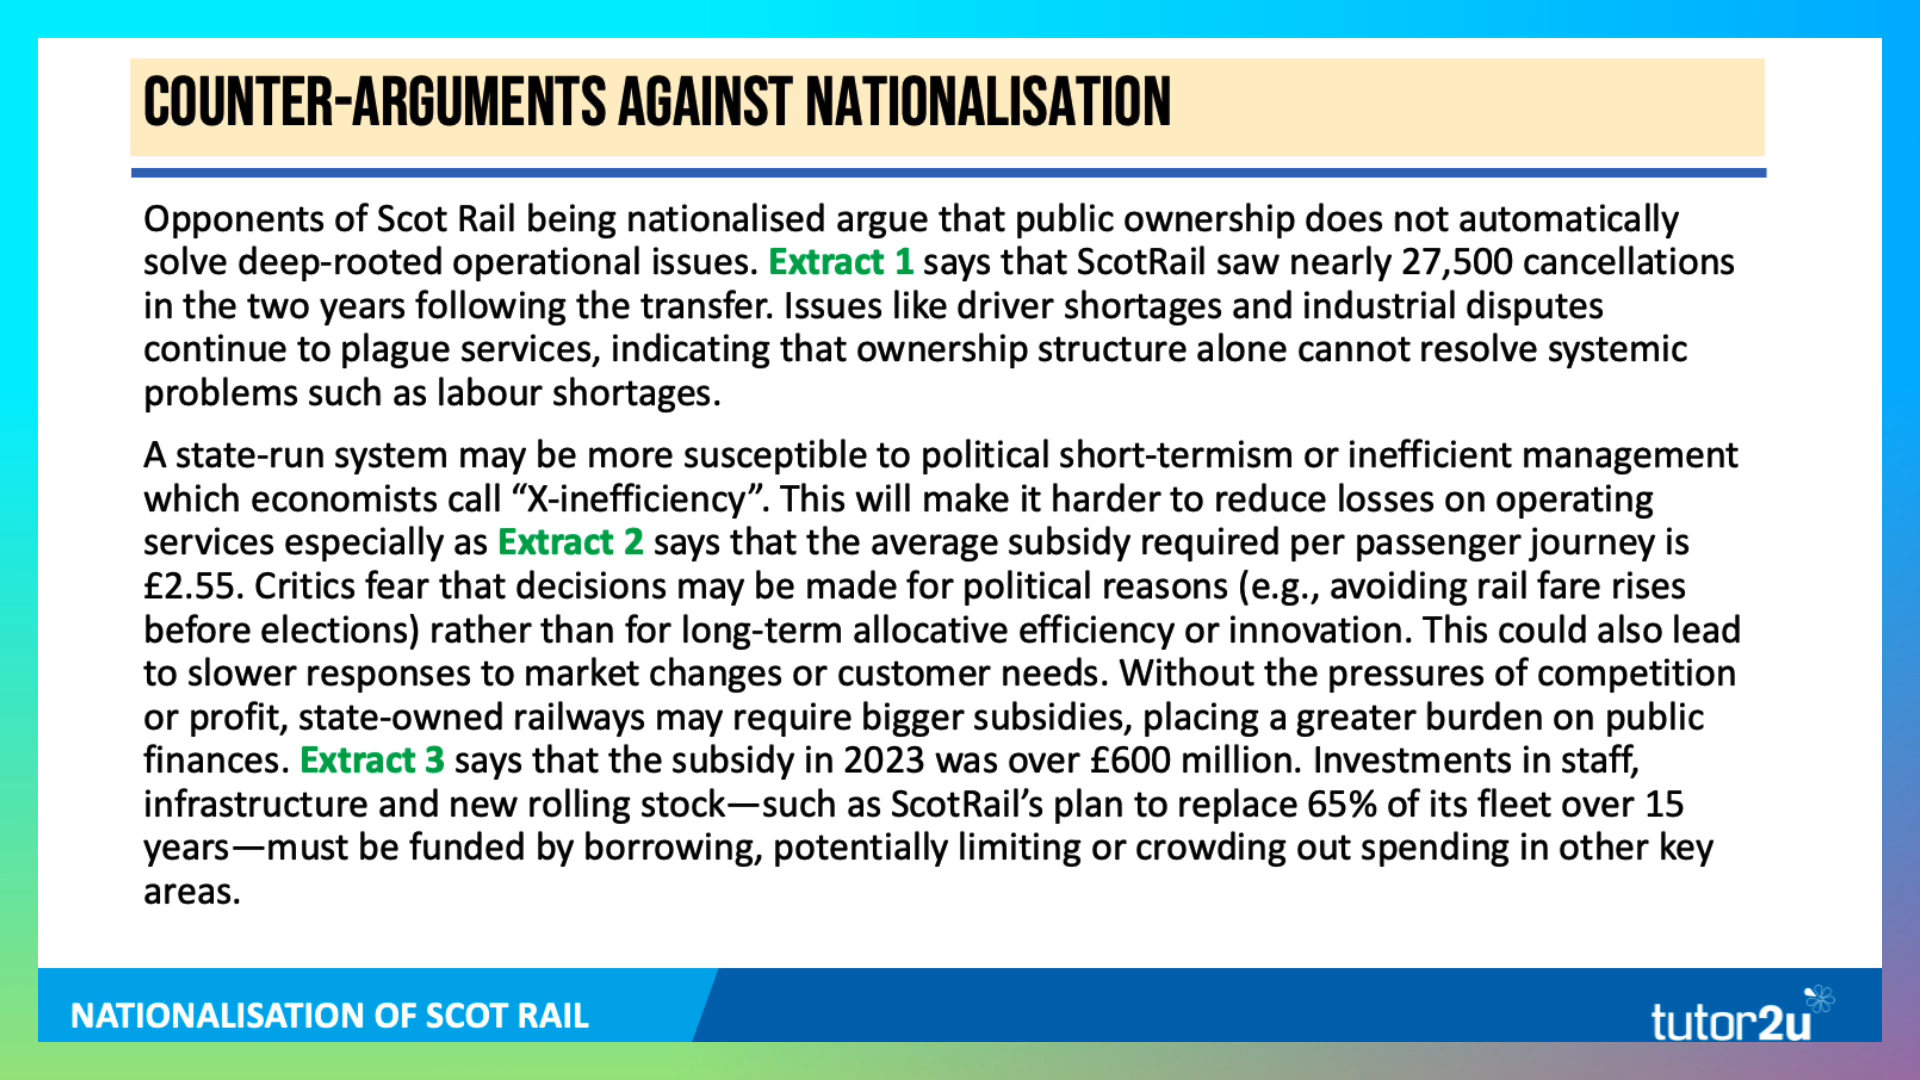 COUNTER-ARGUMENTS AGAINST NATIONALISATION
Opponents of Scot Rail being nationalised argue that public ownership does not automatically
solve deep-rooted operational issues. Extract 1 says that ScotRail saw nearly 27,500 cancellations
in the two years following the transfer. Issues like driver shortages and industrial disputes
continue to plague services, indicating that ownership structure alone cannot resolve systemic
problems such as labour shortages.
A state-run system may be more susceptible to political short-termism or inefficient management
which economists call “X-inefficiency”. This will make it harder to reduce losses on operating
services especially as Extract 2 says that the average subsidy required per passenger journey is
£2.55. Critics fear that decisions may be made for political reasons (e.g., avoiding rail fare rises
before elections) rather than for long-term allocative efficiency or innovation. This could also lead
to slower responses to market changes or customer needs. Without the pressures of competition
or profit, state-owned railways may require bigger subsidies, placing a greater burden on public
finances. Extract 3 says that the subsidy in 2023 was over £600 million. Investments in staff,
infrastructure and new rolling stock—such as ScotRail’s plan to replace 65% of its fleet over 15
years—must be funded by borrowing, potentially limiting or crowding out spending in other key
areas.
NATIONALISATION OF SCOT RAIL
tutor2u